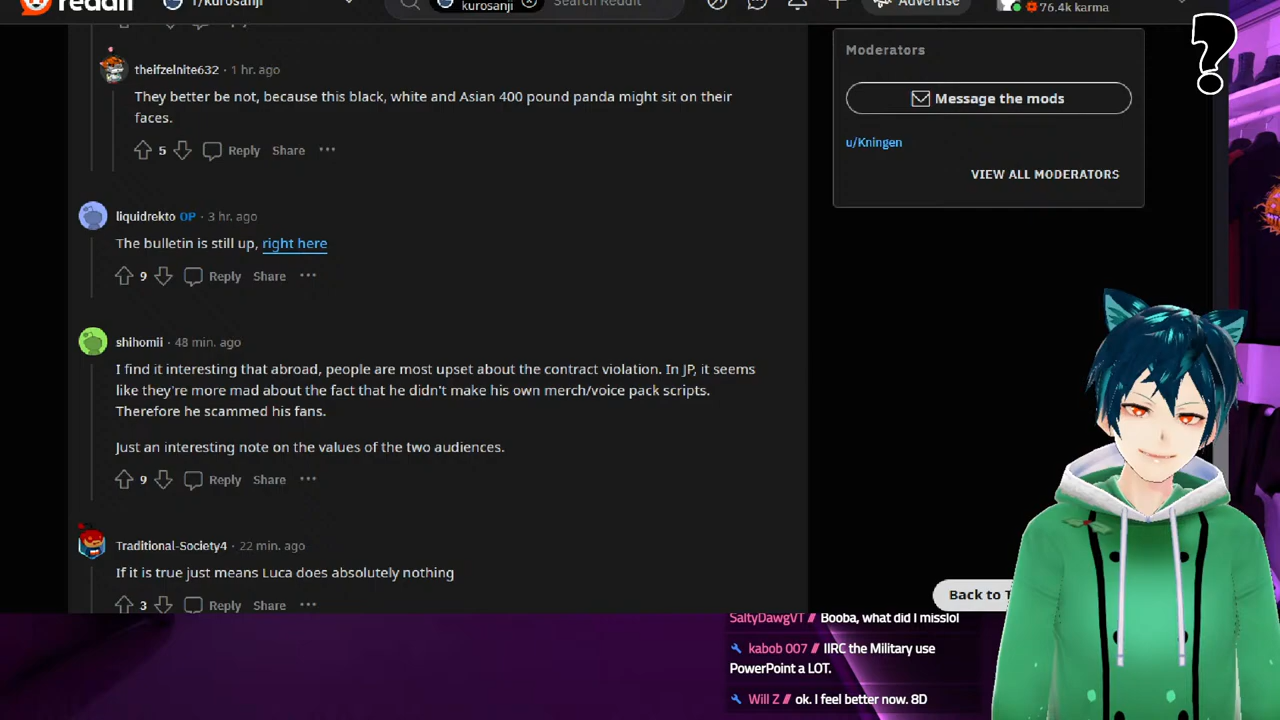 reddit
r/kurosanji
kurosanji
Search Reddit
Advertise
76.4k karma
theifzelnite632 · 1 hr. ago
They better be not, because this black, white and Asian 400 pound panda might sit on their
faces.
5 Reply Share ···
liquidrekto OP · 3 hr. ago
The bulletin is still up, right here
9 Reply Share ···
shihomii · 48 min. ago
I find it interesting that abroad, people are most upset about the contract violation. In JP, it seems
like they're more mad about the fact that he didn't make his own merch/voice pack scripts.
Therefore he scammed his fans.
Just an interesting note on the values of the two audiences.
9 Reply Share ···
Traditional-Society4 · 22 min. ago
If it is true just means Luca does absolutely nothing
3 Reply Share ···
Moderators
Message the mods
u/Kningen
VIEW ALL MODERATORS
?
Back to T
SaltyDawgVT // Booba, what did I misslol
kabob 007 // IIRC the Military use
PowerPoint a LOT.
Will Z // ok. I feel better now. 8D